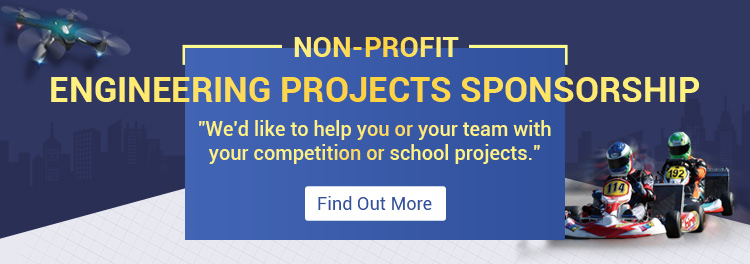 NON-PROFIT
ENGINEERING PROJECTS SPONSORSHIP
"We'd like to help you or your team with
your competition or school projects."
Find Out More
114
192